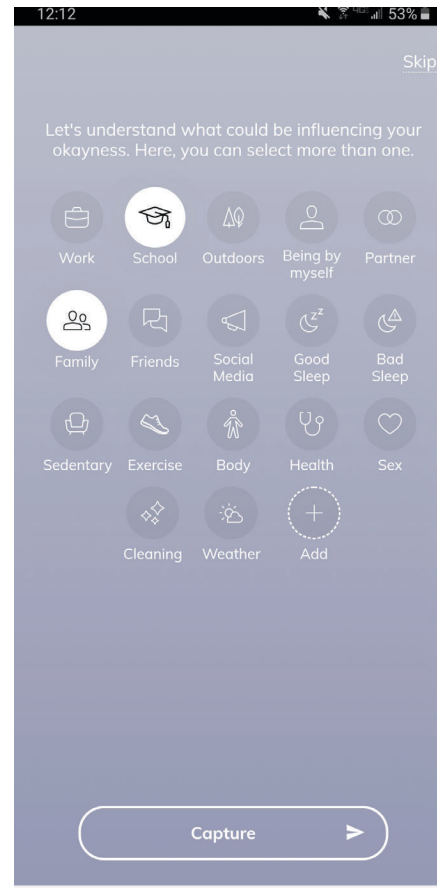 12:12 53%
Skip
Let's understand what could be influencing your
okayness. Here, you can select more than one.
Work School Outdoors Being by myself Partner
Family Friends Social Media Good Sleep Bad Sleep
Sedentary Exercise Body Health Sex
Cleaning Weather Add
Capture